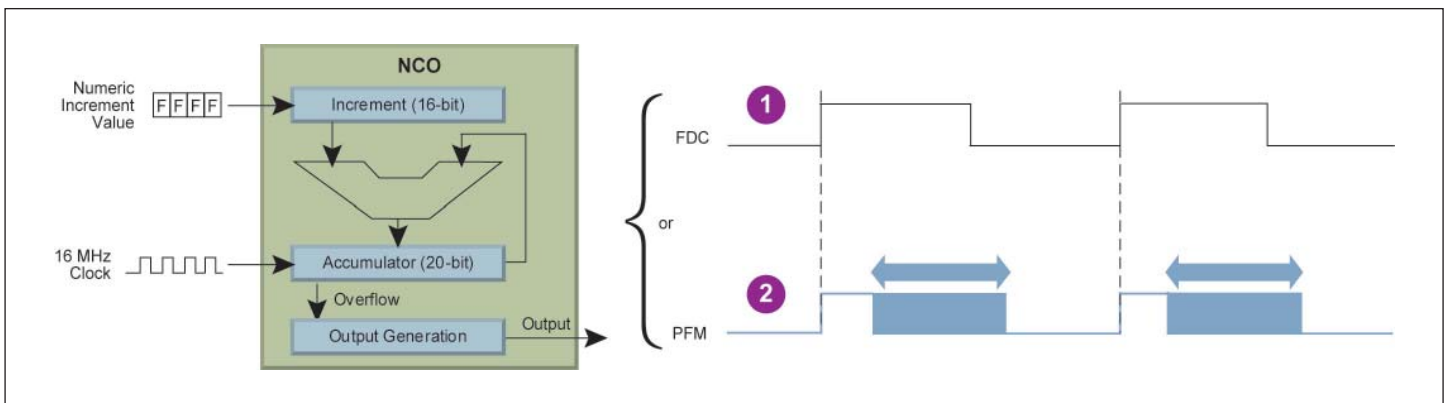 NCO
Numeric
Increment
Value
F F F F
Increment (16-bit)
16 MHz
Clock
Accumulator (20-bit)
Overflow
Output Generation
Output
or
1
FDC
2
PFM